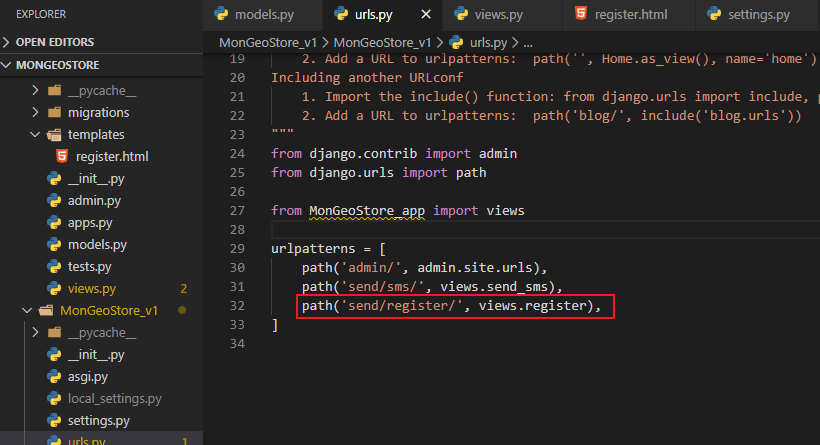 EXPLORER
OPEN EDITORS
MONGEOSTORE
__pycache__
migrations
templates
register.html
__init__.py
admin.py
apps.py
models.py
tests.py
views.py 2
MonGeoStore_v1
__pycache__
__init__.py
asgi.py
local_settings.py
settings.py
urls.py 1
models.py
urls.py
views.py
register.html
settings.py
MonGeoStore_v1 > MonGeoStore_v1 > urls.py > ...
19 2. Add a URL to urlpatterns: path('', Home.as_view(), name='home')
20 Including another URLconf
21 1. Import the include() function: from django.urls import include, p
22 2. Add a URL to urlpatterns: path('blog/', include('blog.urls'))
23 """
24 from django.contrib import admin
25 from django.urls import path
26
27 from MonGeoStore_app import views
28
29 urlpatterns = [
30 path('admin/', admin.site.urls),
31 path('send/sms/', views.send_sms),
32 path('send/register/', views.register),
33 ]
34